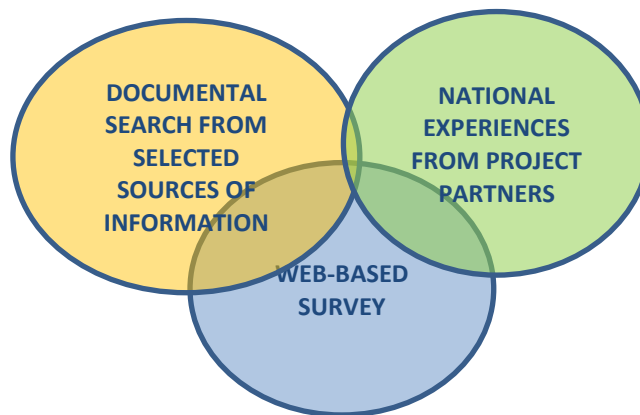 DOCUMENTAL
SEARCH FROM
SELECTED
SOURCES OF
INFORMATION
NATIONAL
EXPERIENCES
FROM PROJECT
PARTNERS
WEB-BASED
SURVEY